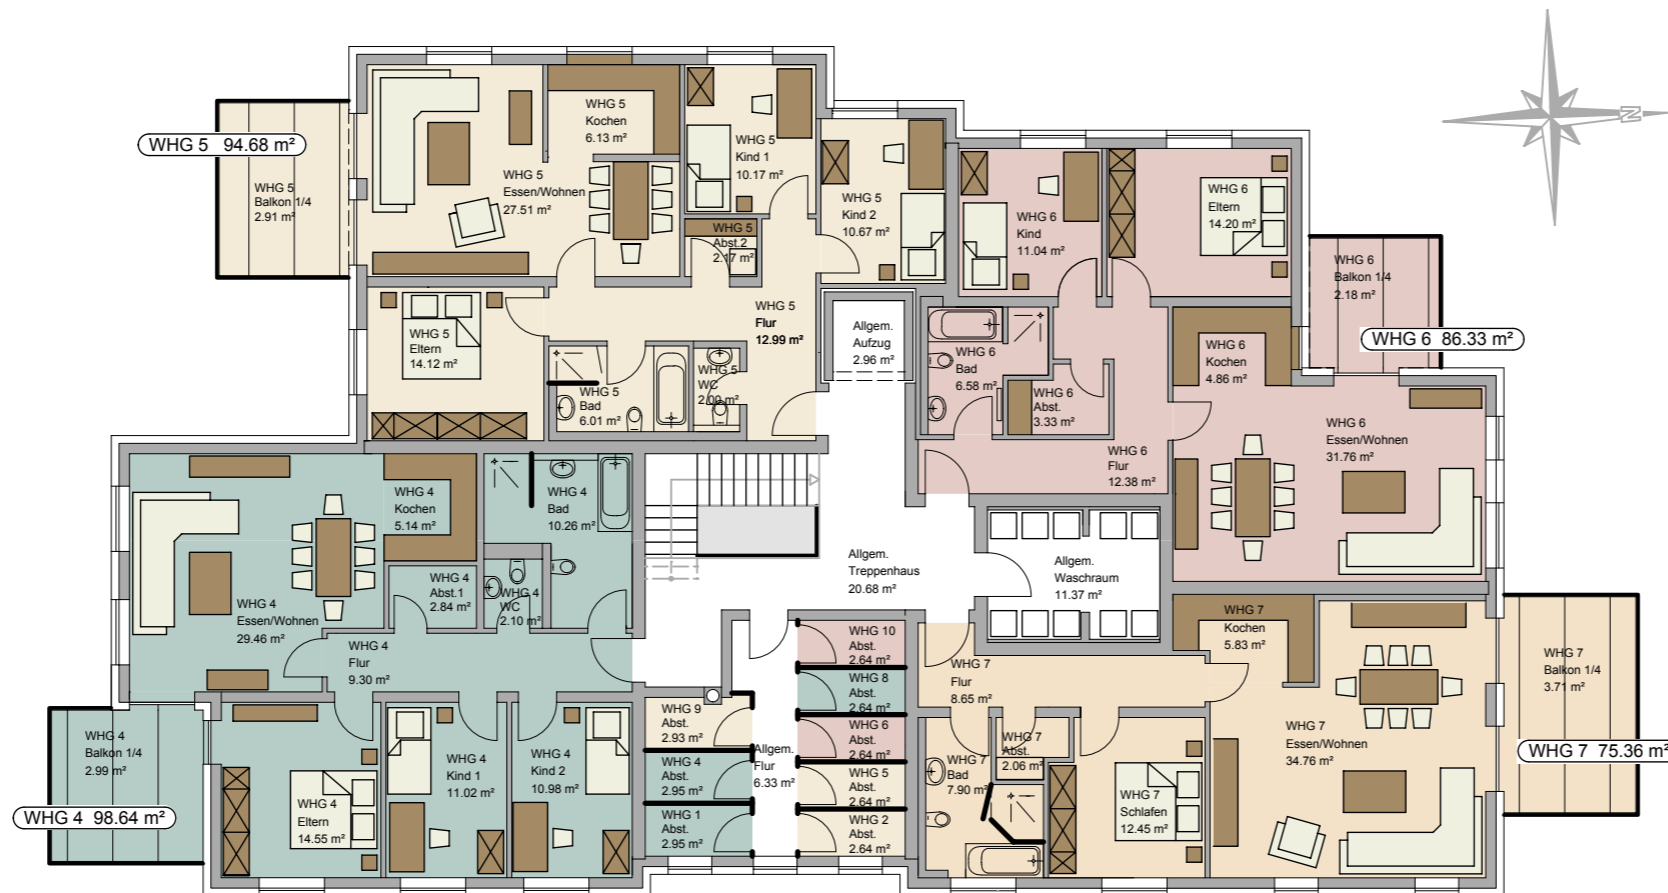 WHG 5 94.68 m²
WHG 5
Balkon 1/4
2.91 m²
WHG 5
Essen/Wohnen
27.51 m²
WHG 5
Kochen
6.13 m²
WHG 5
Kind 1
10.17 m²
WHG 5
Kind 2
10.67 m²
WHG 5
Abst.2
2.17 m²
WHG 5
Eltern
14.12 m²
WHG 5
Flur
12.99 m²
WHG 5
Bad
6.01 m²
WHG 5
WC
2.00 m²
Allgem.
Aufzug
2.96 m²
WHG 6
Kind
11.04 m²
WHG 6
Eltern
14.20 m²
WHG 6
Balkon 1/4
2.18 m²
WHG 6 86.33 m²
N
WHG 6
Bad
6.58 m²
WHG 6
Abst.
3.33 m²
WHG 6
Kochen
4.86 m²
WHG 6
Essen/Wohnen
31.76 m²
WHG 6
Flur
12.38 m²
WHG 4
Kochen
5.14 m²
WHG 4
Bad
10.26 m²
WHG 4
Abst.1
2.84 m²
WHG 4
WC
2.10 m²
WHG 4
Essen/Wohnen
29.46 m²
WHG 4
Flur
9.30 m²
Allgem.
Treppenhaus
20.68 m²
Allgem.
Waschraum
11.37 m²
WHG 4
Balkon 1/4
2.99 m²
WHG 4 98.64 m²
WHG 4
Eltern
14.55 m²
WHG 4
Kind 1
11.02 m²
WHG 4
Kind 2
10.98 m²
WHG 9
Abst.
2.93 m²
WHG 4
Abst.
2.95 m²
WHG 1
Abst.
2.95 m²
Allgem.
Flur
6.33 m²
WHG 10
Abst.
2.64 m²
WHG 8
Abst.
2.64 m²
WHG 6
Abst.
2.64 m²
WHG 5
Abst.
2.64 m²
WHG 2
Abst.
2.64 m²
WHG 7
Flur
8.65 m²
WHG 7
Kochen
5.83 m²
WHG 7
Abst.
2.06 m²
WHG 7
Bad
7.90 m²
WHG 7
Schlafen
12.45 m²
WHG 7
Essen/Wohnen
34.76 m²
WHG 7
Balkon 1/4
3.71 m²
WHG 7 75.36 m²